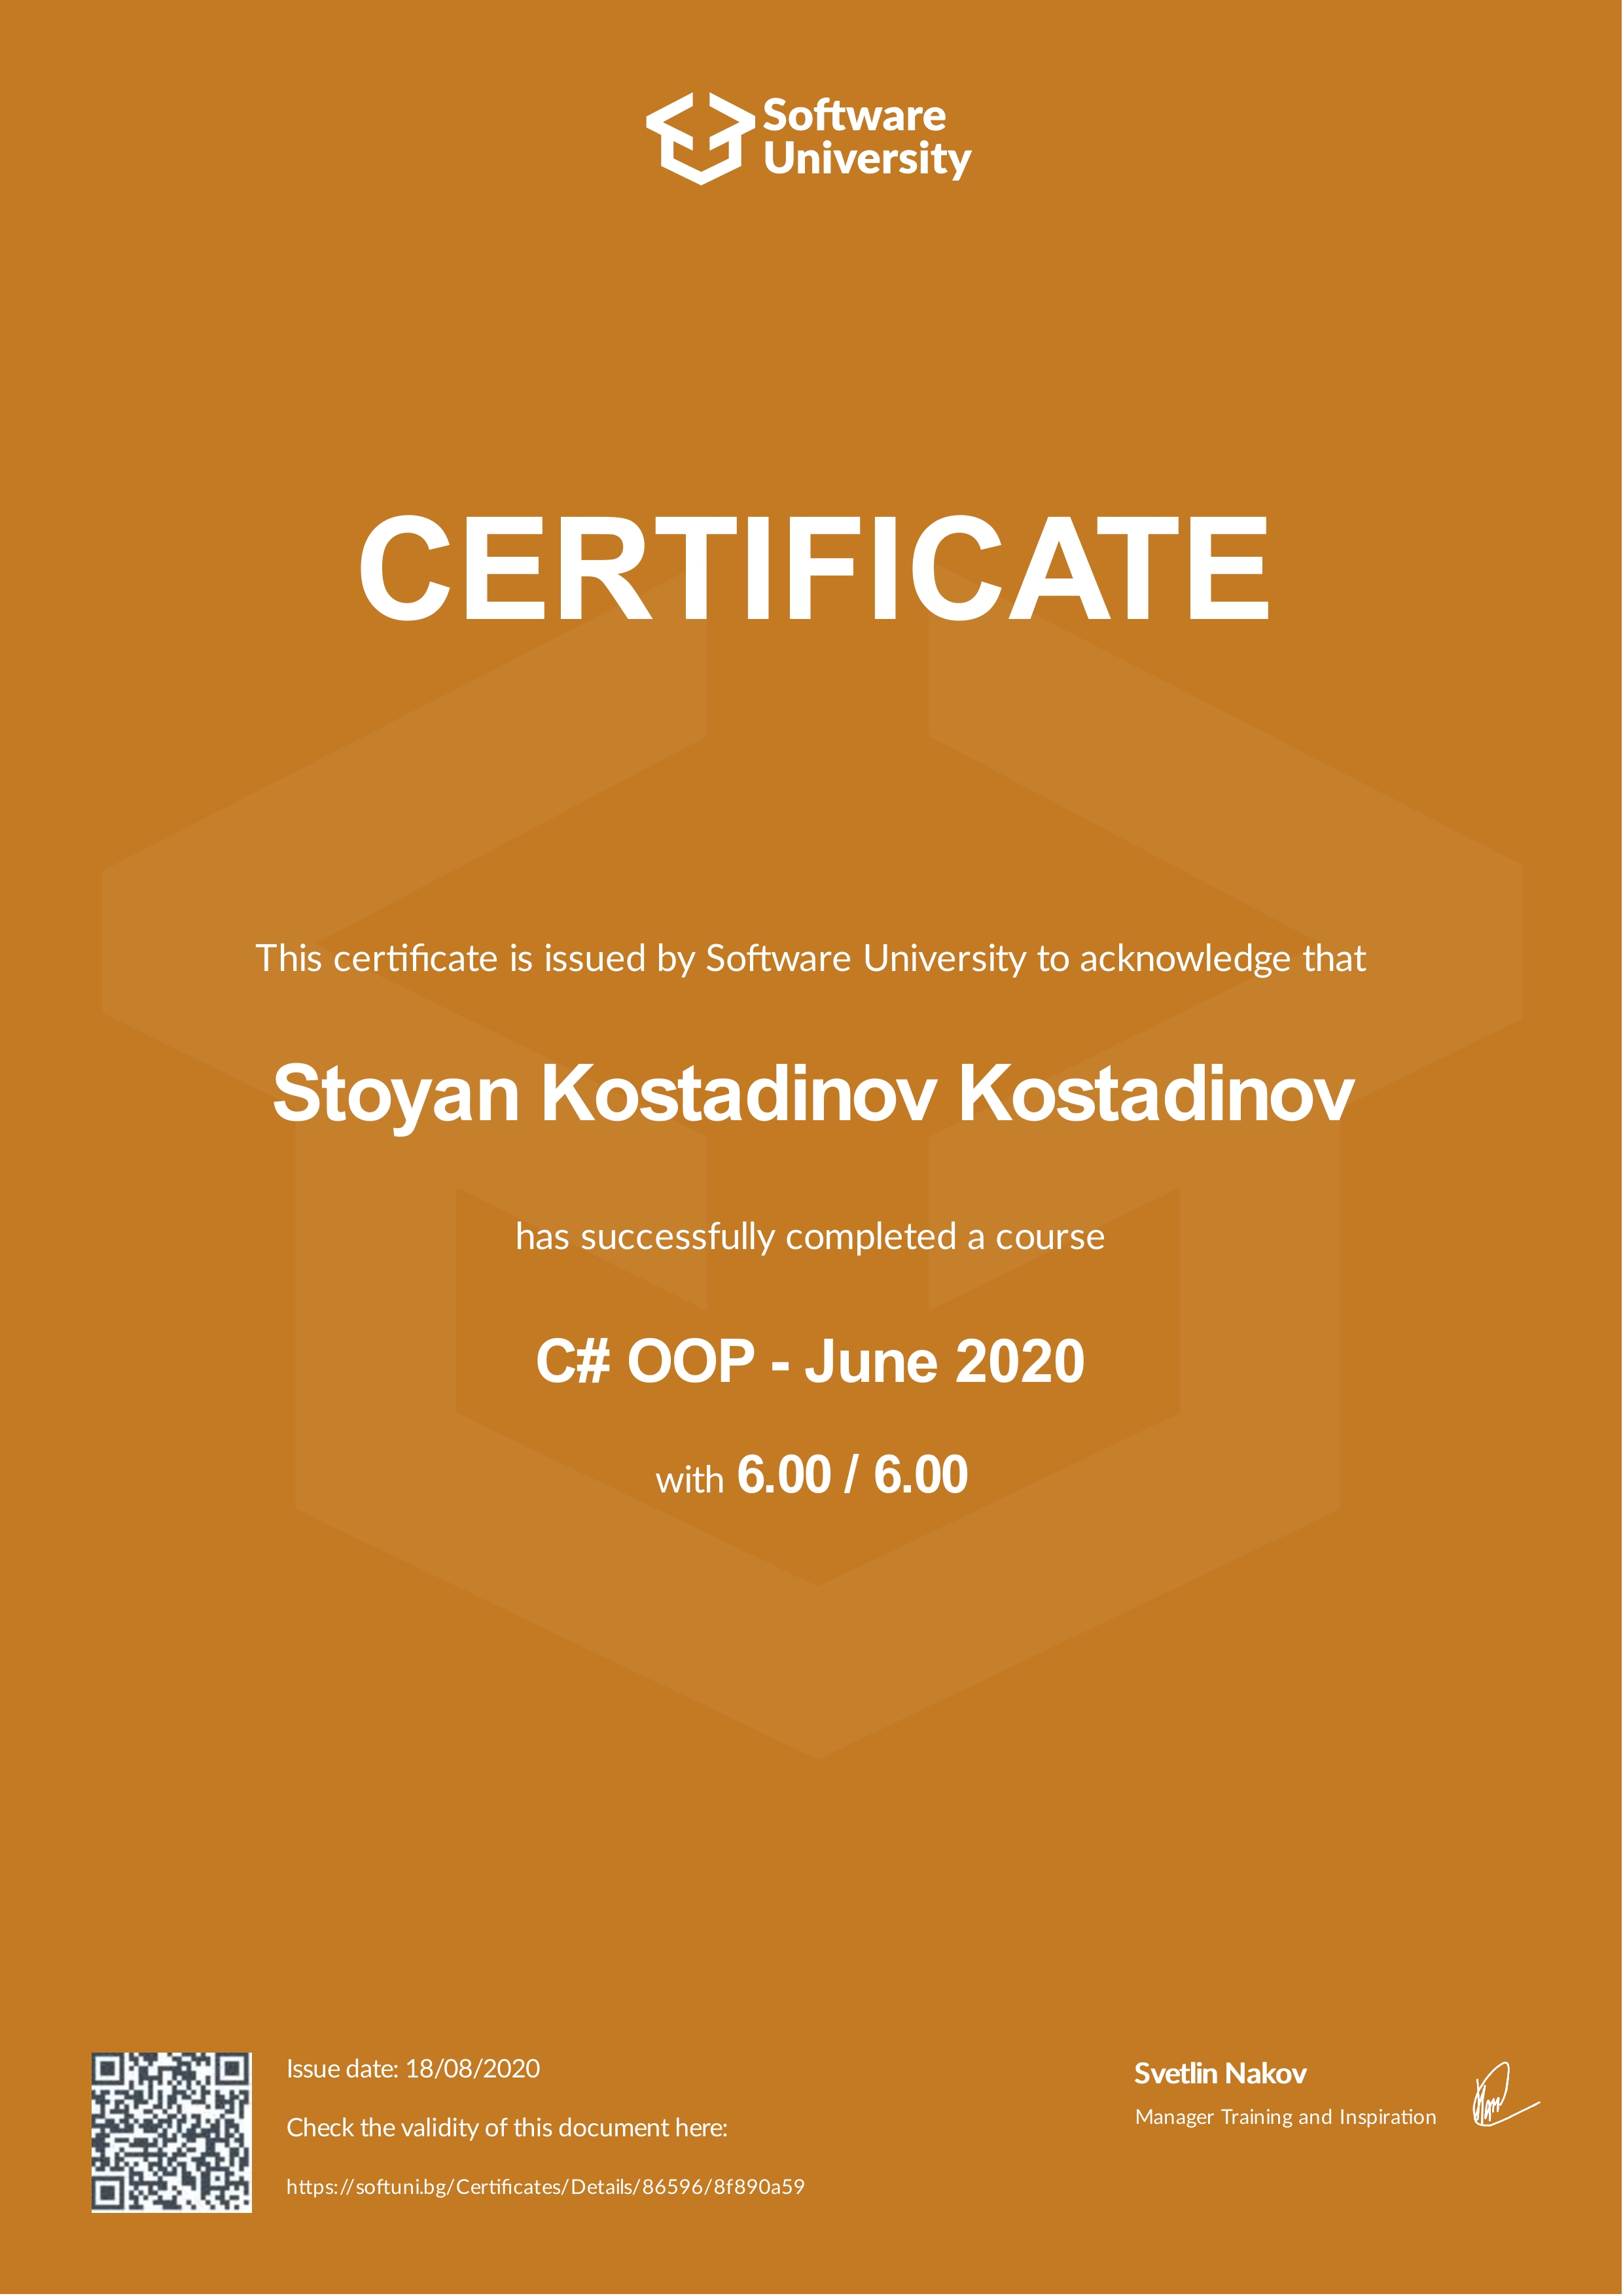 Software
University
CERTIFICATE
This certificate is issued by Software University to acknowledge that
Stoyan Kostadinov Kostadinov
has successfully completed a course
C# OOP - June 2020
with 6.00 / 6.00
Issue date: 18/08/2020
Check the validity of this document here:
https://softuni.bg/Certificates/Details/86596/8f890a59
Svetlin Nakov
Manager Training and Inspiration